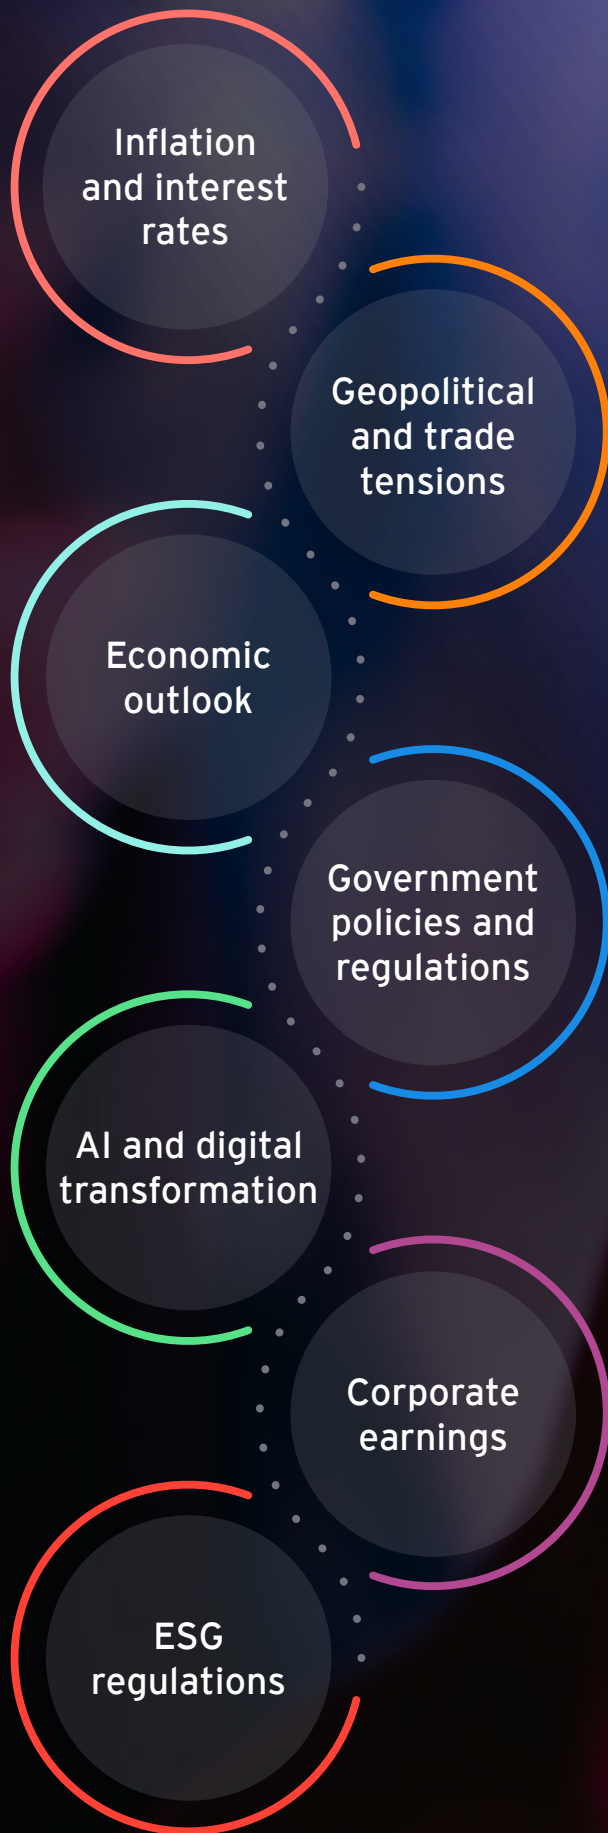 Inflation
and interest
rates
Geopolitical
and trade
tensions
Economic
outlook
Government
policies and
regulations
AI and digital
transformation
Corporate
earnings
ESG
regulations